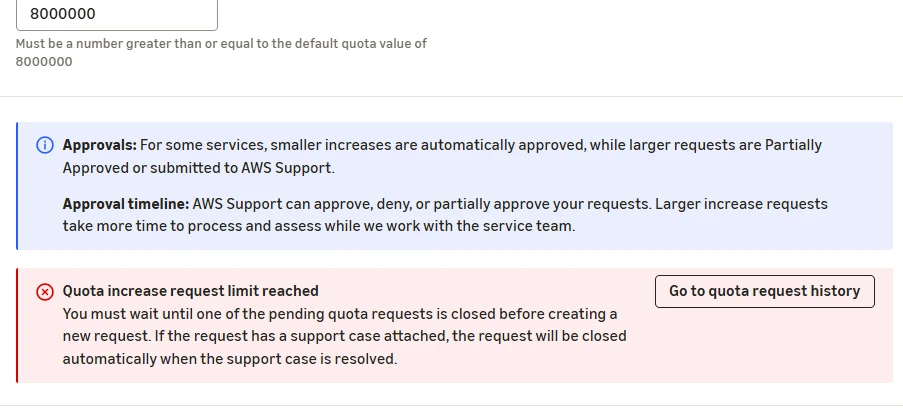 8000000
Must be a number greater than or equal to the default quota value of
8000000
Approvals: For some services, smaller increases are automatically approved, while larger requests are Partially
Approved or submitted to AWS Support.
Approval timeline: AWS Support can approve, deny, or partially approve your requests. Larger increase requests
take more time to process and assess while we work with the service team.
Quota increase request limit reached
Go to quota request history
You must wait until one of the pending quota requests is closed before creating a
new request. If the request has a support case attached, the request will be closed
automatically when the support case is resolved.